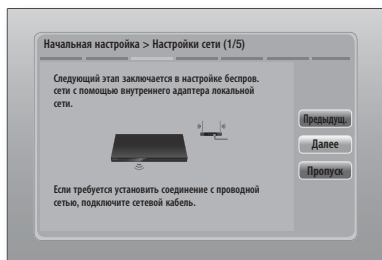 Начальная настройка > Настройки сети (1/5)
Следующий этап заключается в настройке беспров.
сети с помощью внутреннего адаптера локальной
сети.
Если требуется установить соединение с проводной
сетью, подключите сетевой кабель.
Предыдущ.
Далее
Пропуск